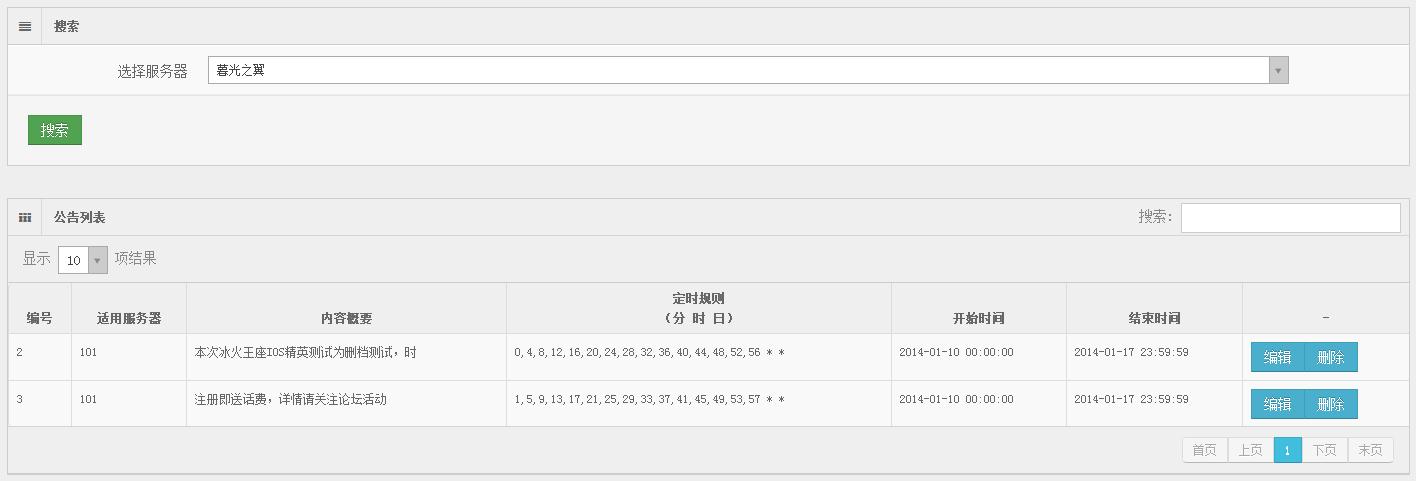 搜索
选择服务器 暮光之翼
搜索
公告列表 搜索:
显示 10 项结果
编号 适用服务器 内容概要 定时规则 (分 时 日) 开始时间 结束时间 -
2 101 本次冰火王座IOS精英测试为删档测试，时 0,4,8,12,16,20,24,28,32,36,40,44,48,52,56 * * 2014-01-10 00:00:00 2014-01-17 23:59:59 编辑 删除
3 101 注册即送话费，详情请关注论坛活动 1,5,9,13,17,21,25,29,33,37,41,45,49,53,57 * * 2014-01-10 00:00:00 2014-01-17 23:59:59 编辑 删除
首页 上页 1 下页 末页